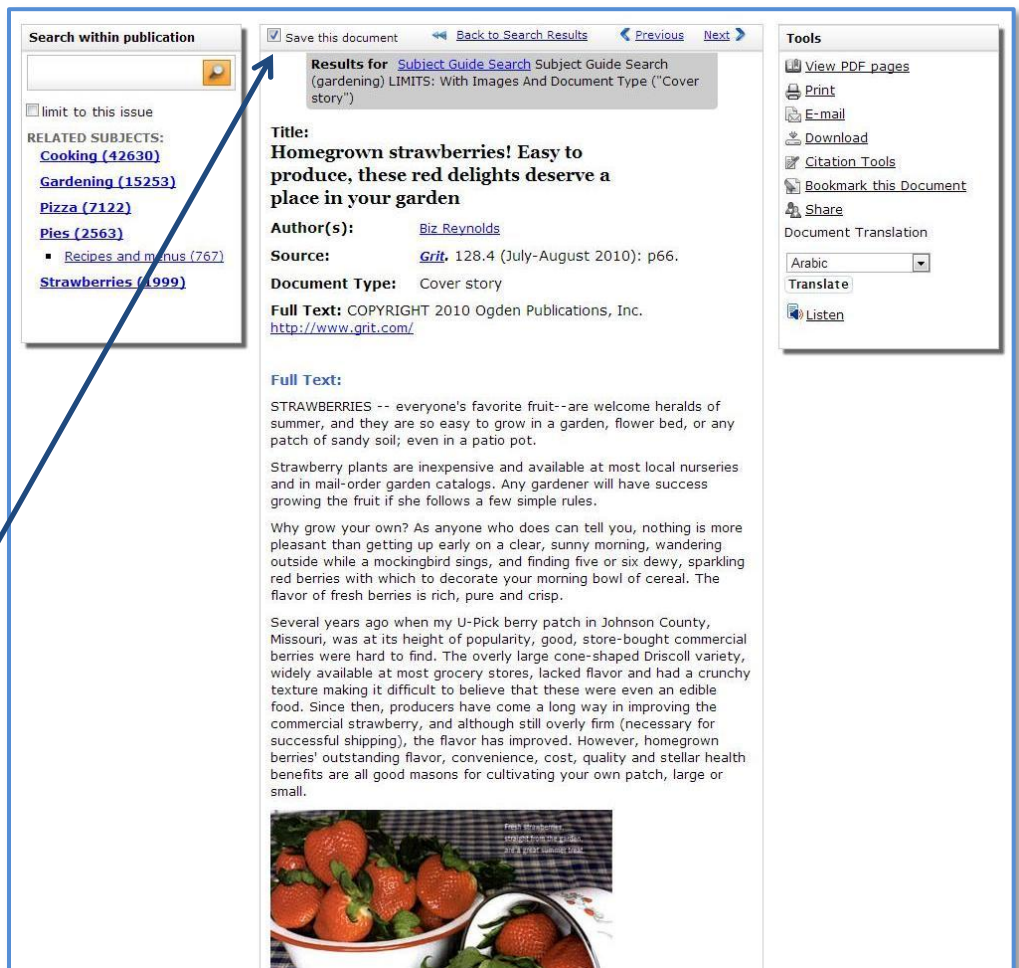 Search within publication
limit to this issue
RELATED SUBJECTS:
Cooking (42630)
Gardening (15253)
Pizza (7122)
Pies (2563)
Recipes and menus (767)
Strawberries (1999)
Save this document Back to Search Results Previous Next
Results for Subject Guide Search Subject Guide Search
(gardening) LIMITS: With Images And Document Type ("Cover
story")
Title:
Homegrown strawberries! Easy to
produce, these red delights deserve a
place in your garden
Author(s): Biz Reynolds
Source: Grit. 128.4 (July-August 2010): p66.
Document Type: Cover story
Full Text: COPYRIGHT 2010 Ogden Publications, Inc.
http://www.grit.com/
Full Text:
STRAWBERRIES -- everyone's favorite fruit--are welcome heralds of
summer, and they are so easy to grow in a garden, flower bed, or any
patch of sandy soil; even in a patio pot.
Strawberry plants are inexpensive and available at most local nurseries
and in mail-order garden catalogs. Any gardener will have success
growing the fruit if she follows a few simple rules.
Why grow your own? As anyone who does can tell you, nothing is more
pleasant than getting up early on a clear, sunny morning, wandering
outside while a mockingbird sings, and finding five or six dewy, sparkling
red berries with which to decorate your morning bowl of cereal. The
flavor of fresh berries is rich, pure and crisp.
Several years ago when my U-Pick berry patch in Johnson County,
Missouri, was at its height of popularity, good, store-bought commercial
berries were hard to find. The overly large cone-shaped Driscoll variety,
widely available at most grocery stores, lacked flavor and had a crunchy
texture making it difficult to believe that these were even an edible
food. Since then, producers have come a long way in improving the
commercial strawberry, and although still overly firm (necessary for
successful shipping), the flavor has improved. However, homegrown
berries' outstanding flavor, convenience, cost, quality and stellar health
benefits are all good masons for cultivating your own patch, large or
small.
Fresh strawberries,
straight from the garden,
are a great summer treat.
Tools
View PDF pages
Print
E-mail
Download
Citation Tools
Bookmark this Document
Share
Document Translation
Arabic
Translate
Listen